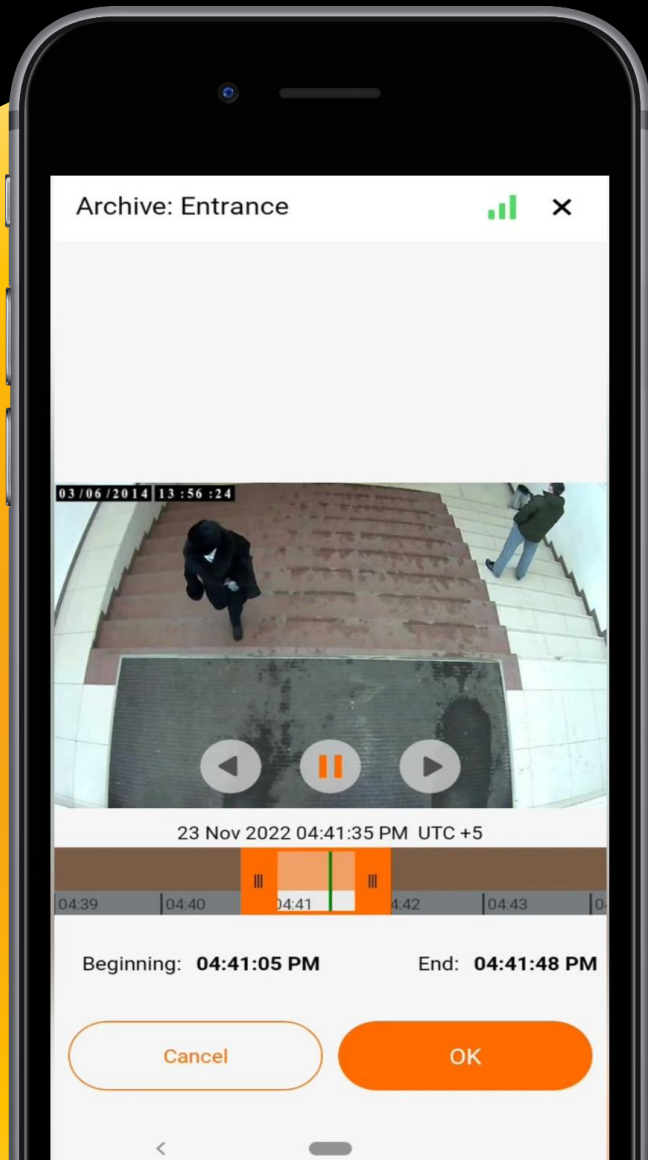 Archive: Entrance
03/06/2014 13:56:24
23 Nov 2022 04:41:35 PM UTC +5
04:39 04:40 04:41 4:42 04:43 0
Beginning: 04:41:05 PM End: 04:41:48 PM
Cancel OK